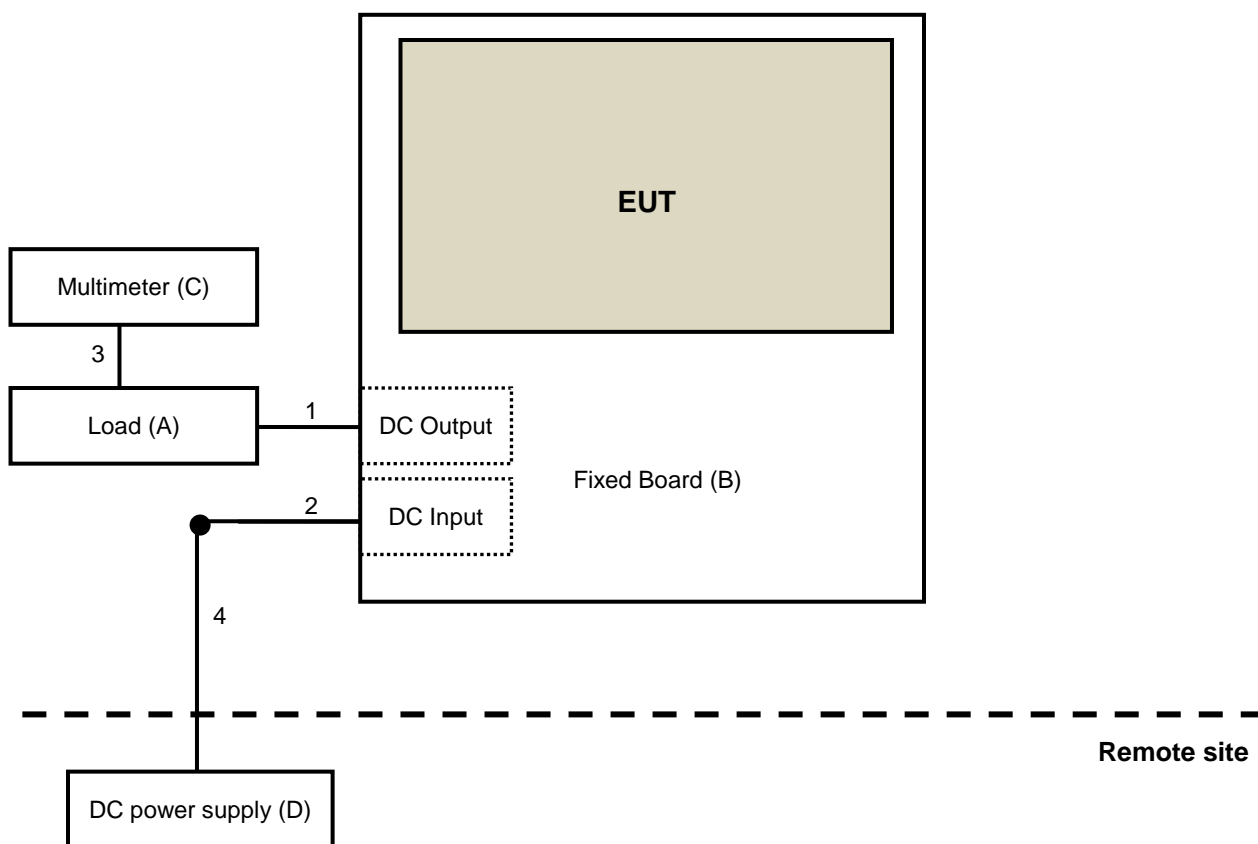 EUT
Multimeter (C)
3
Load (A)
1
DC Output
Fixed Board (B)
2
DC Input
4
Remote site
DC power supply (D)